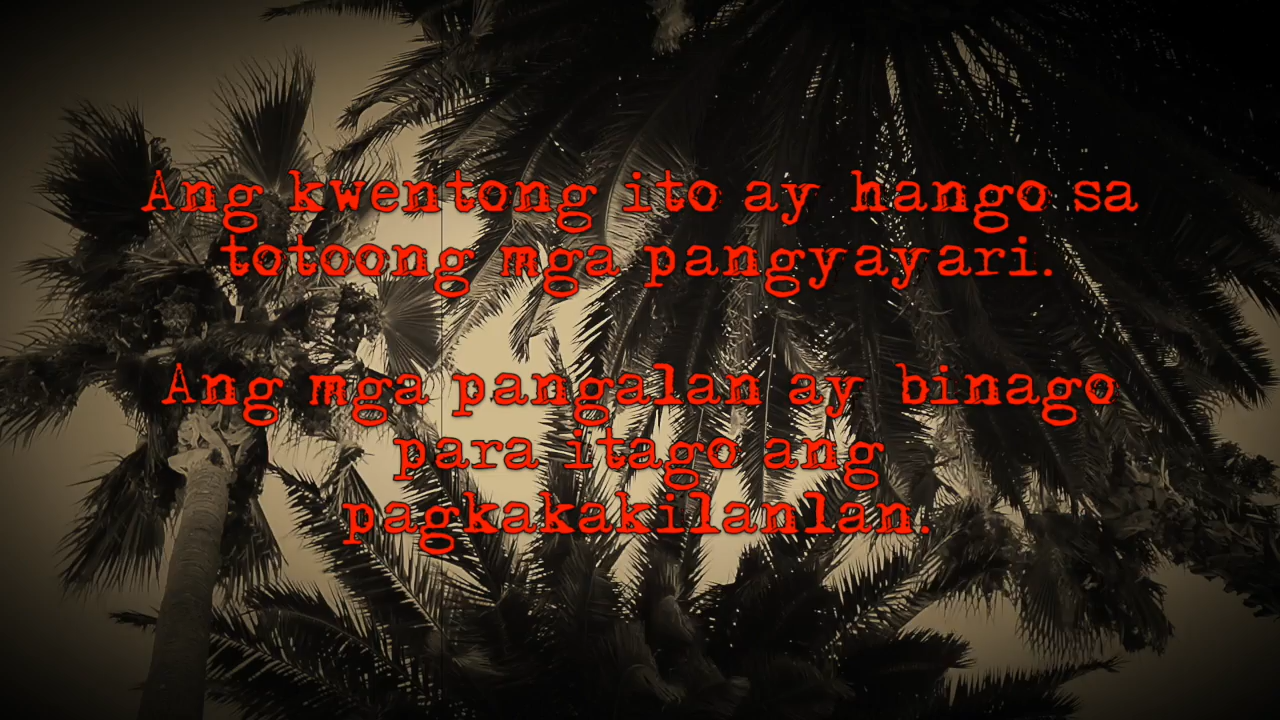 Ang kwentong ito ay hango sa
totoong mga pangyayari.
Ang mga pangalan ay binago
para itago ang
pagkakakilanlan.